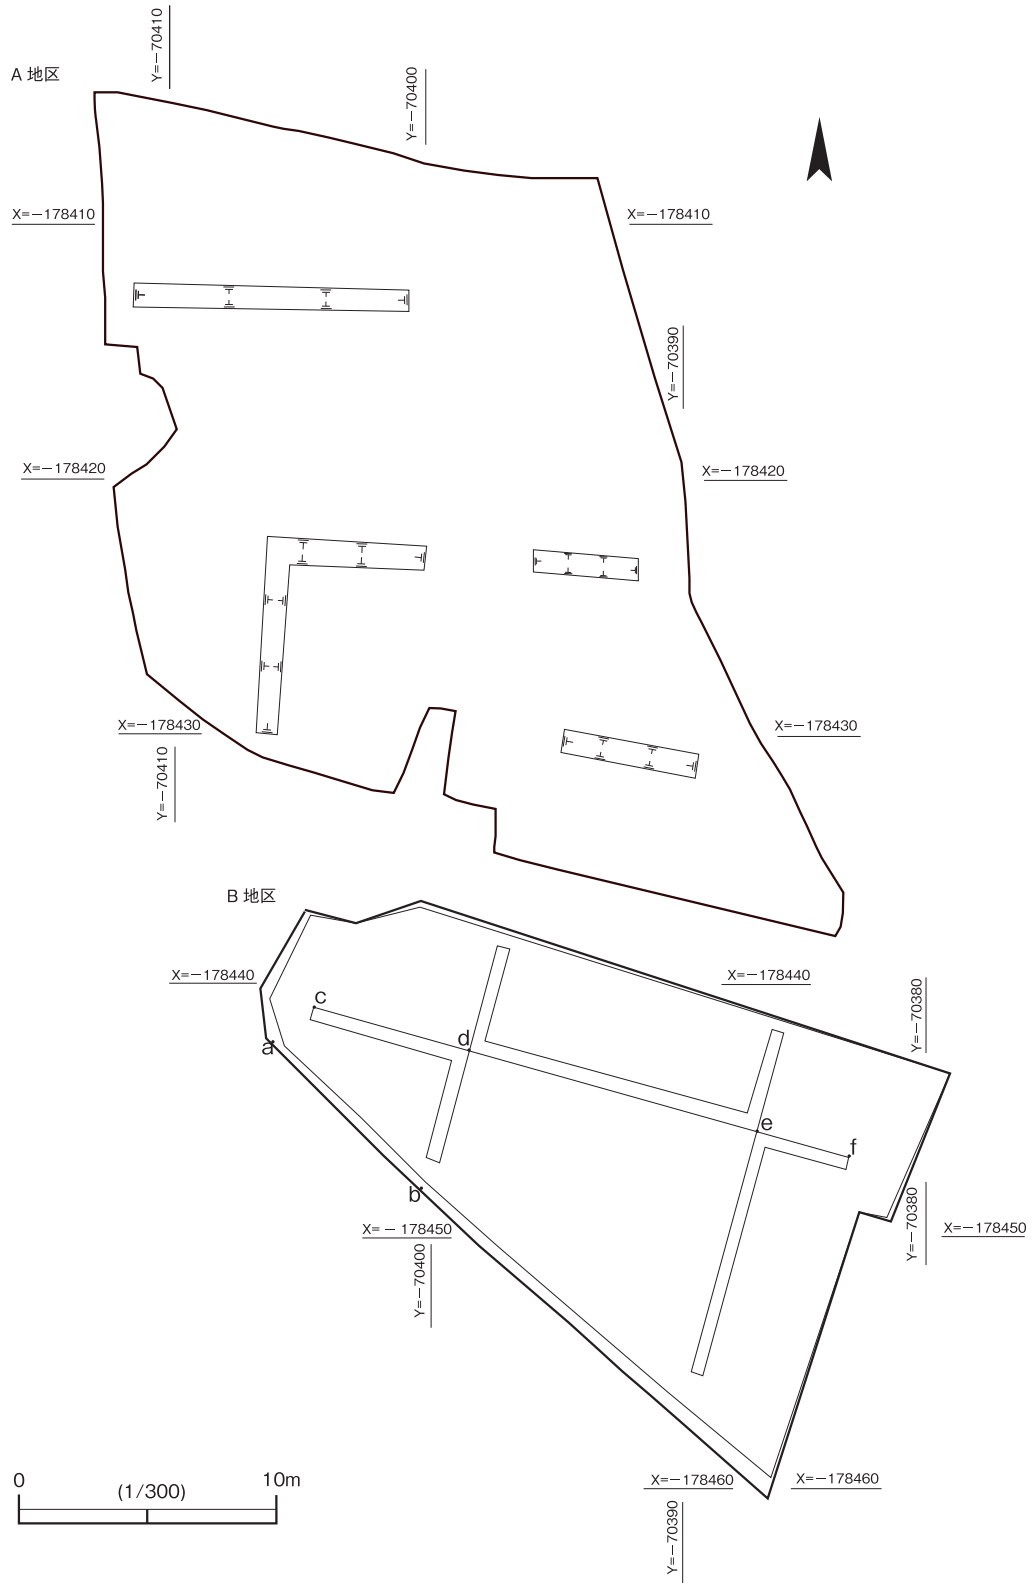 Y=−70410
A 地区
Y=−70400
X=−178410
X=−178410
Y=−70390
X=−178420
X=−178420
X=−178430
X=−178430
Y=−70410
B 地区
X=−178440
X=−178440
Y=−70380
c
d
a
e
f
b
Y=−70380
X= − 178450
X=−178450
Y=−70400
0
10m
(1/300)
X=−178460
X=−178460
Y=−70390